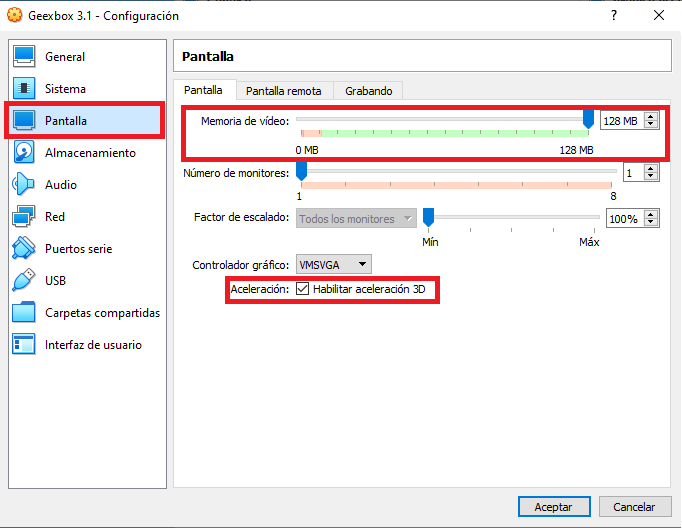 Geexbox 3.1 - Configuración
?
General
Sistema
Pantalla
Almacenamiento
Audio
Red
Puertos serie
USB
Carpetas compartidas
Interfaz de usuario
Pantalla
Pantalla Pantalla remota Grabando
Memoria de vídeo: 128 MB
0 MB 128 MB
Número de monitores: 1
1 8
Factor de escalado: Todos los monitores 100%
Mín Máx
Controlador gráfico: VMSVGA
Aceleración: Habilitar aceleración 3D
Aceptar Cancelar